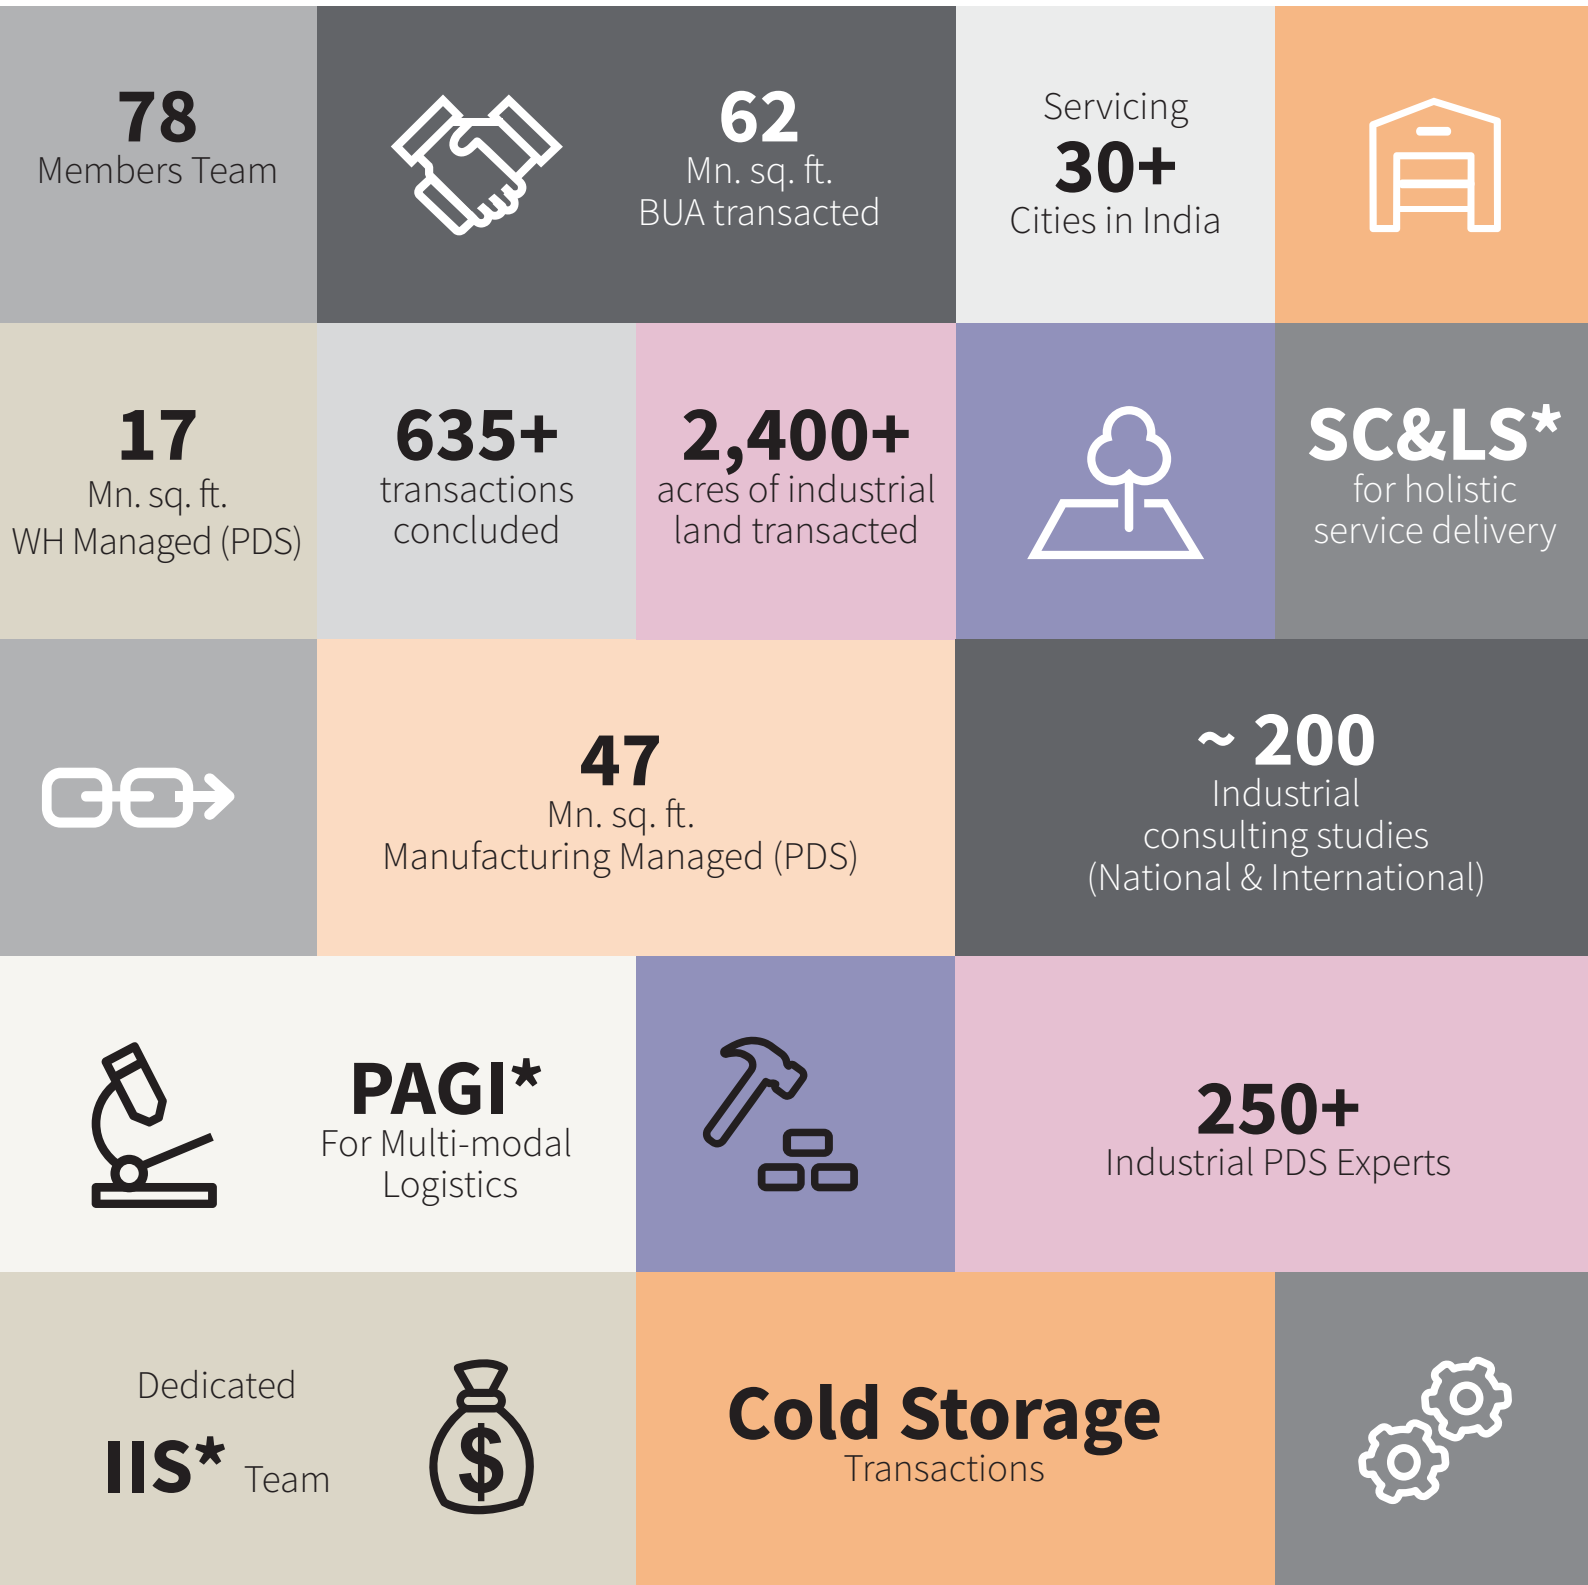 78
Members Team
62
Mn. sq. ft.
BUA transacted
Servicing
30+
Cities in India
17
Mn. sq. ft.
WH Managed (PDS)
635+
transactions
concluded
2,400+
acres of industrial
land transacted
SC&LS*
for holistic
service delivery
47
Mn. sq. ft.
Manufacturing Managed (PDS)
~ 200
Industrial
consulting studies
(National & International)
PAGI*
For Multi-modal
Logistics
250+
Industrial PDS Experts
Dedicated
IIS* Team
$
Cold Storage
Transactions